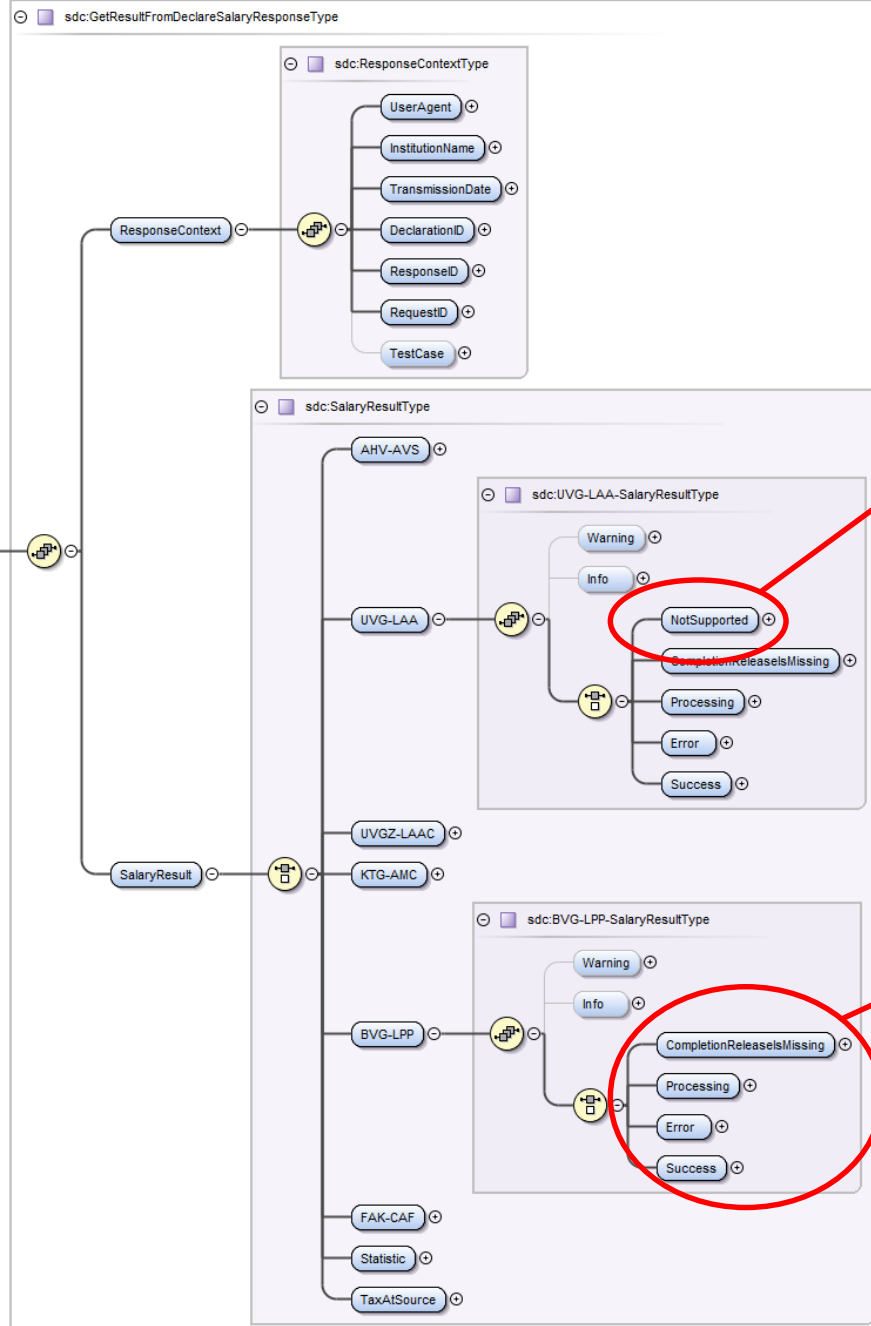 sdc:GetResultFromDeclareSalaryResponseType
sdc:ResponseContextType
UserAgent
InstitutionName
TransmissionDate
ResponseContext
DeclarationID
ResponseID
RequestID
TestCase
sdc:SalaryResultType
AHV-AVS
sdc:UVG-LAA-SalaryResultType
Warning
Info
UVG-LAA
NotSupported
CompletionReleaseIsMissing
Processing
Error
Success
UVGZ-LAAC
SalaryResult
KTG-AMC
sdc:BVG-LPP-SalaryResultType
Warning
Info
BVG-LPP
CompletionReleaseIsMissing
Processing
Error
Success
FAK-CAF
Statistic
TaxAtSource